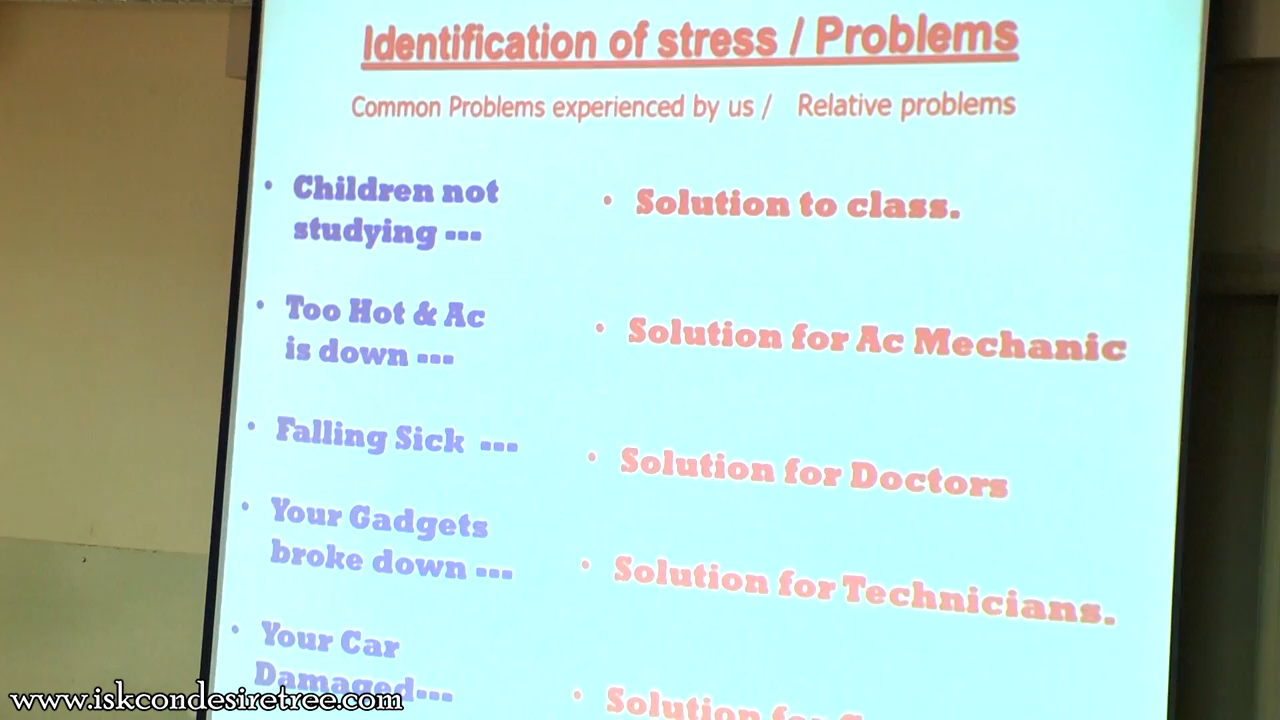 Identification of stress / Problems
Common Problems experienced by us / Relative problems
• Children not
studying ---
• Solution to class.
• Too Hot & Ac
is down ---
• Solution for Ac Mechanic
• Falling Sick ---
• Solution for Doctors
• Your Gadgets
broke down ---
• Solution for Technicians.
• Your Car
Damaged---
• Solution for
www.iskcondesiretree.com